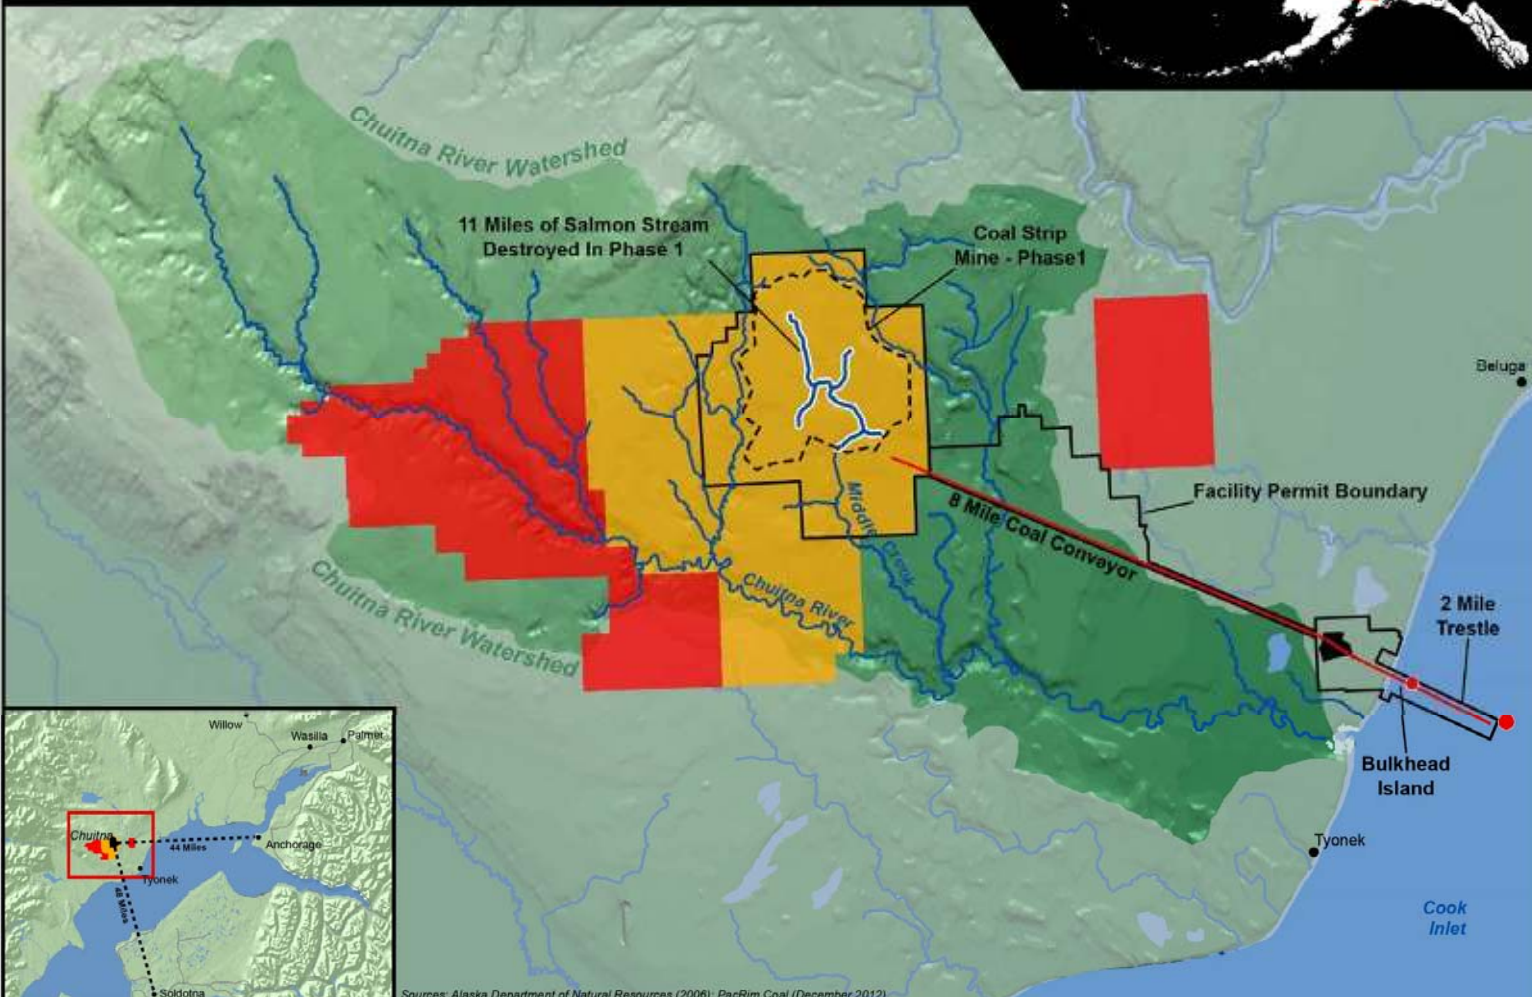 Chuitna River Watershed
11 Miles of Salmon Stream
Destroyed In Phase 1
Coal Strip
Mine - Phase1
Beluga
Facility Permit Boundary
8 Mile Coal Conveyor
Middle Creek
Chuitna River
Chuitna River Watershed
2 Mile
Trestle
Bulkhead
Island
Tyonek
Cook
Inlet
Willow
Wasilla
Palmer
Chuitna
44 Miles
Anchorage
Tyonek
48 Miles
Soldotna
Sources: Alaska Department of Natural Resources (2006); PacRim Coal (December 2012)